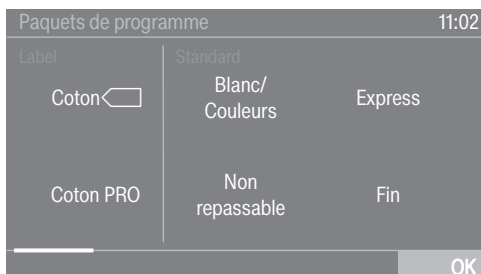 Paquets de programme 11:02
Label Standard
Coton
Blanc/
Couleurs
Express
Coton PRO
Non
repassable
Fin
OK